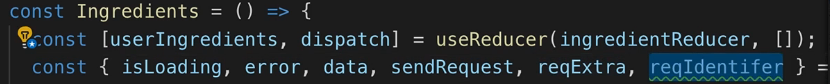 const Ingredients = () => {
const [userIngredients, dispatch] = useReducer(ingredientReducer, []);
const { isLoading, error, data, sendRequest, reqExtra, reqIdentifer } =